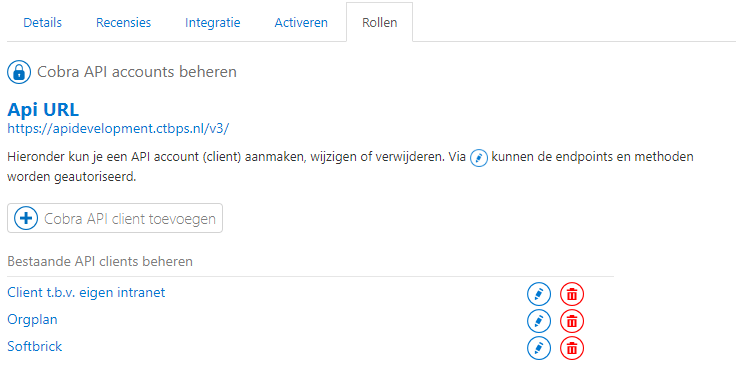 Details
Recensies
Integratie
Activeren
Rollen
Cobra API accounts beheren
Api URL
https://apidevelopment.ctbps.nl/v3/
Hieronder kun je een API account (client) aanmaken, wijzigen of verwijderen. Via kunnen de endpoints en methoden
worden geautoriseerd.
Cobra API client toevoegen
Bestaande API clients beheren
Client t.b.v. eigen intranet
Orgplan
Softbrick